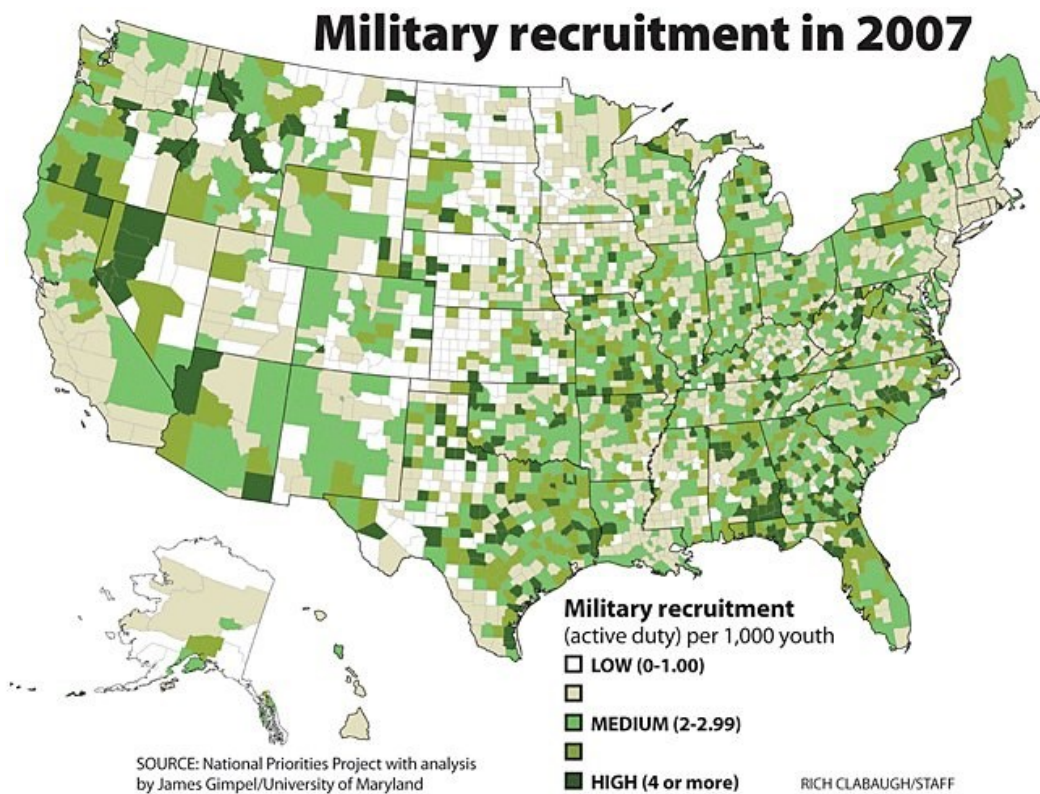 Military recruitment in 2007
Military recruitment
(active duty) per 1,000 youth
LOW (0-1.00)
MEDIUM (2-2.99)
HIGH (4 or more)
SOURCE: National Priorities Project with analysis
by James Gimpel/University of Maryland
RICH CLABAUGH/STAFF